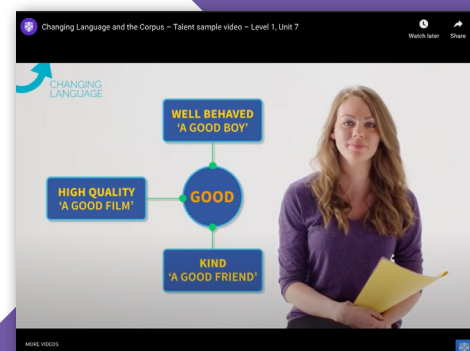 Changing Language and the Corpus – Talent sample video – Level 1, Unit 7
Watch later
Share
CHANGING
LANGUAGE
WELL BEHAVED
'A GOOD BOY'
HIGH QUALITY
'A GOOD FILM'
GOOD
KIND
'A GOOD FRIEND'
MORE VIDEOS